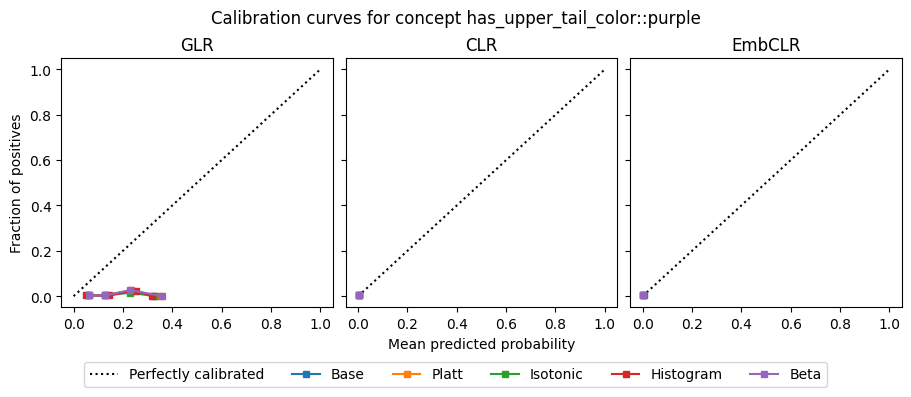 Calibration curves for concept has_upper_tail_color::purple
GLR
CLR
EmbCLR
Fraction of positives
1.0
0.8
0.6
0.4
0.2
0.0
0.0 0.2 0.4 0.6 0.8 1.0
0.0 0.2 0.4 0.6 0.8 1.0
0.0 0.2 0.4 0.6 0.8 1.0
Mean predicted probability
Perfectly calibrated Base Platt Isotonic Histogram Beta